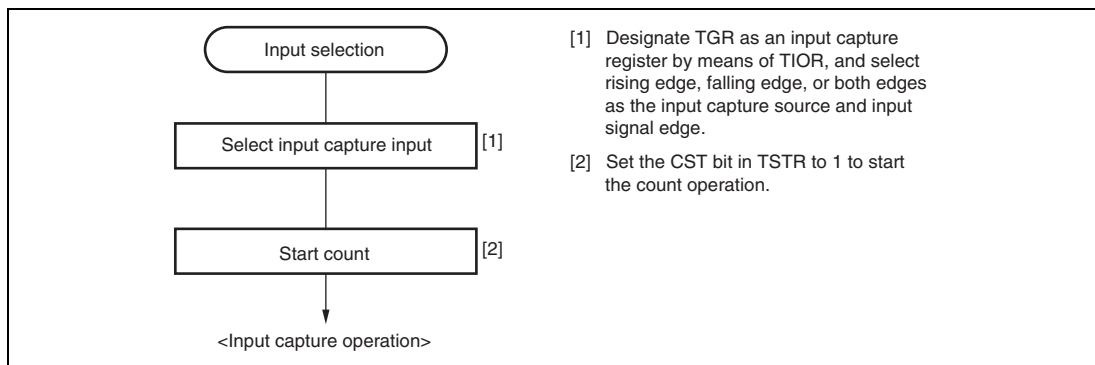 Input selection
Select input capture input
[1]
Start count
[2]
<Input capture operation>
[1] Designate TGR as an input capture
register by means of TIOR, and select
rising edge, falling edge, or both edges
as the input capture source and input
signal edge.
[2] Set the CST bit in TSTR to 1 to start
the count operation.